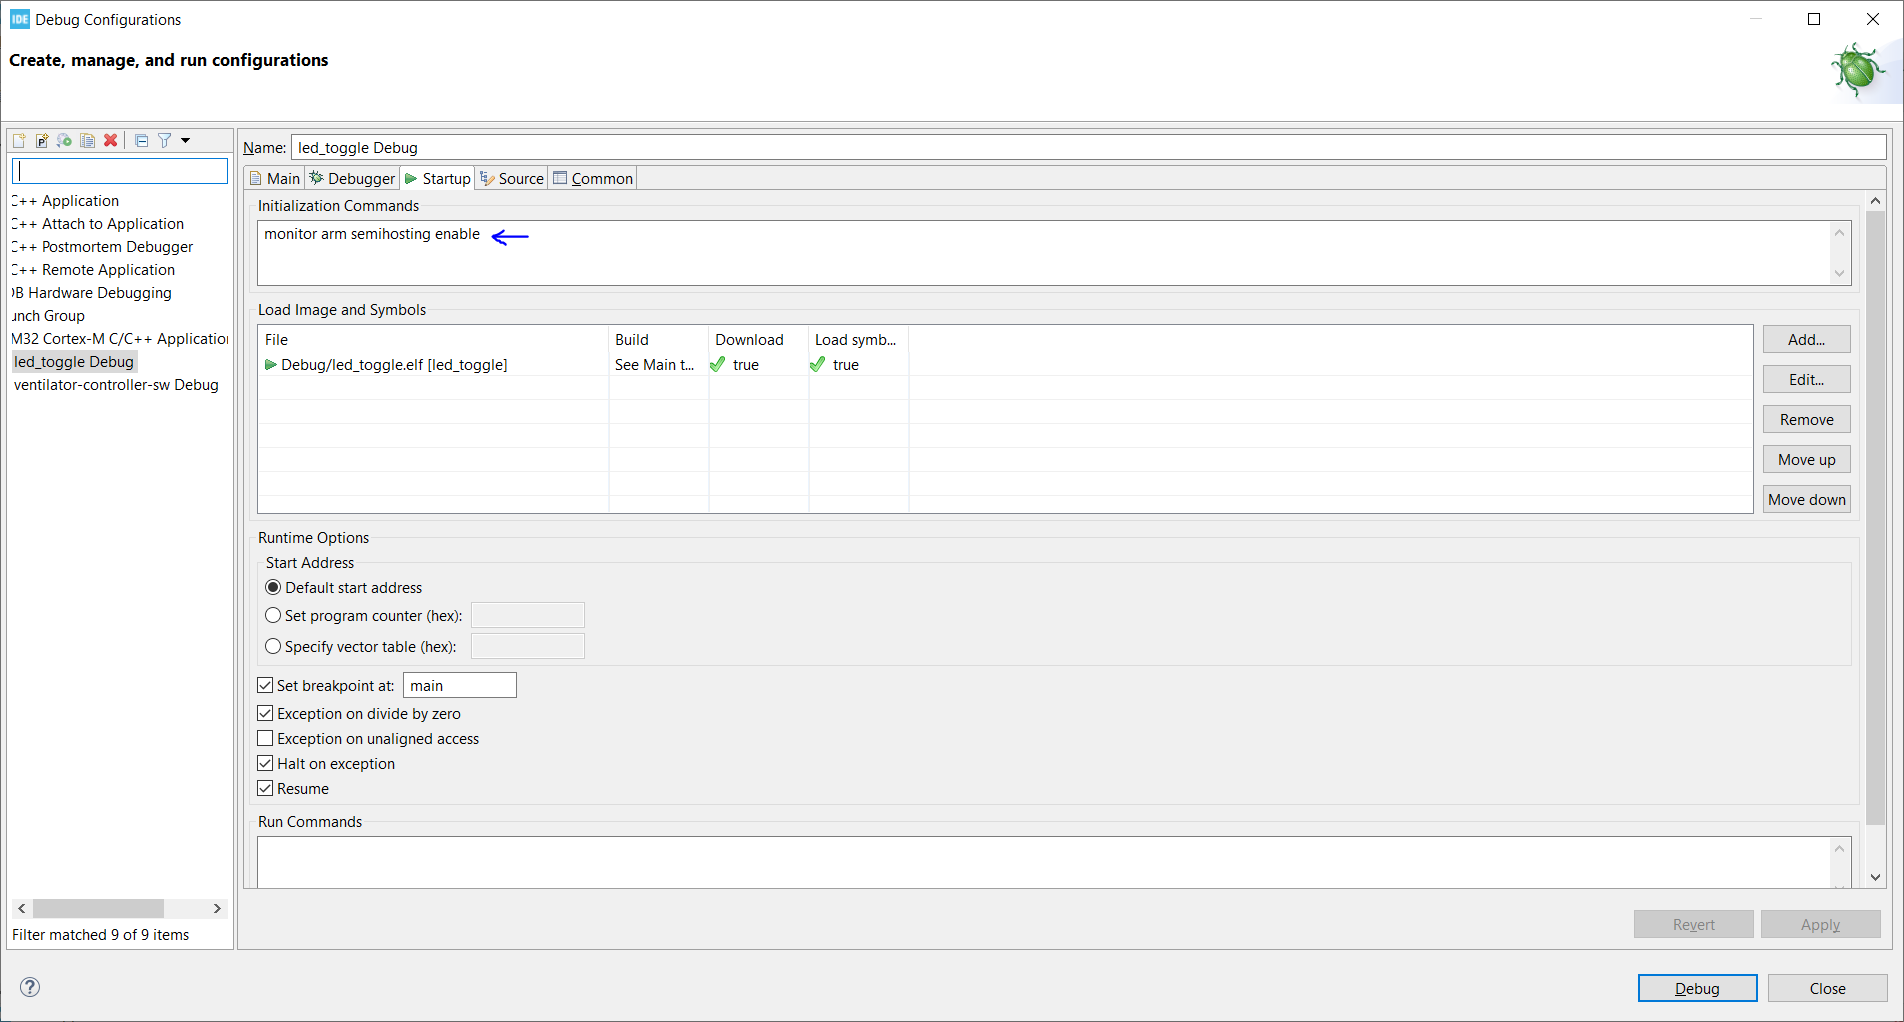 IDE Debug Configurations
Create, manage, and run configurations
Name: led_toggle Debug
Main Debugger Startup Source Common
C++ Application
C++ Attach to Application
C++ Postmortem Debugger
C++ Remote Application
DB Hardware Debugging
unch Group
M32 Cortex-M C/C++ Application
led_toggle Debug
ventilator-controller-sw Debug
Filter matched 9 of 9 items
Initialization Commands
monitor arm semihosting enable
Load Image and Symbols
File Build Download Load symb...
Debug/led_toggle.elf [led_toggle] See Main t... true true
Add...
Edit...
Remove
Move up
Move down
Runtime Options
Start Address
Default start address
Set program counter (hex):
Specify vector table (hex):
Set breakpoint at: main
Exception on divide by zero
Exception on unaligned access
Halt on exception
Resume
Run Commands
Revert Apply
? Debug Close